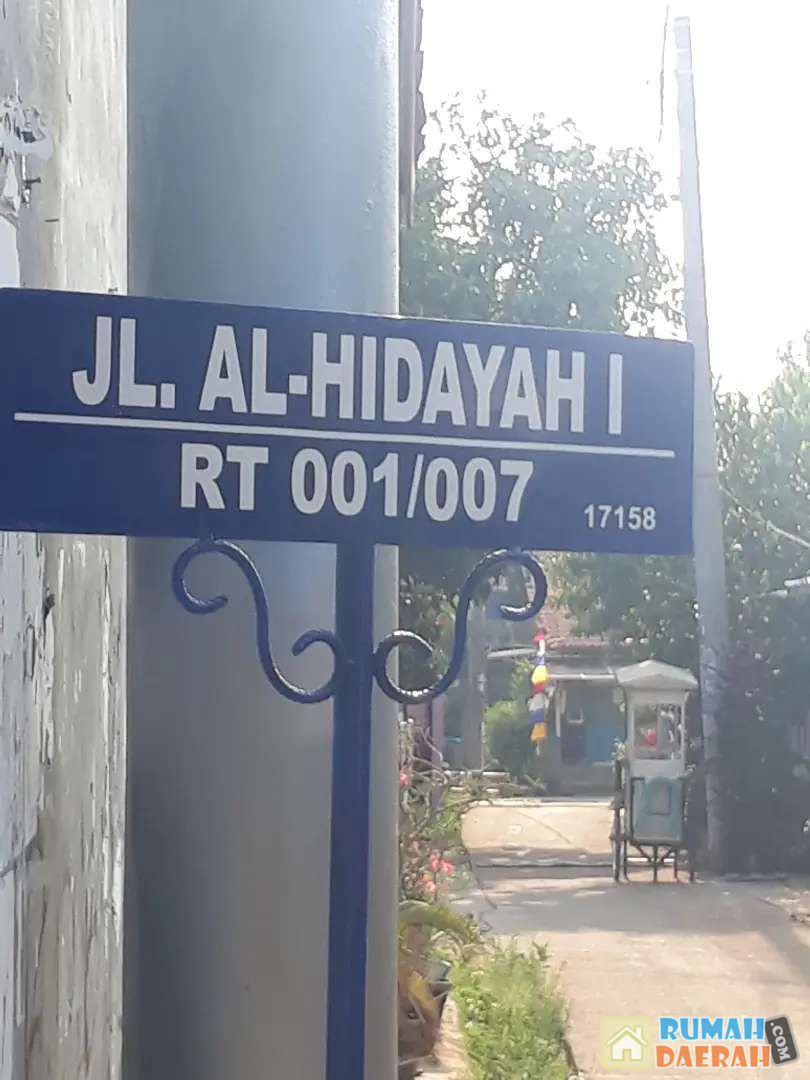 JL. AL-HIDAYAH I
RT 001/007
17158
RUMAH
DAERAH
.COM